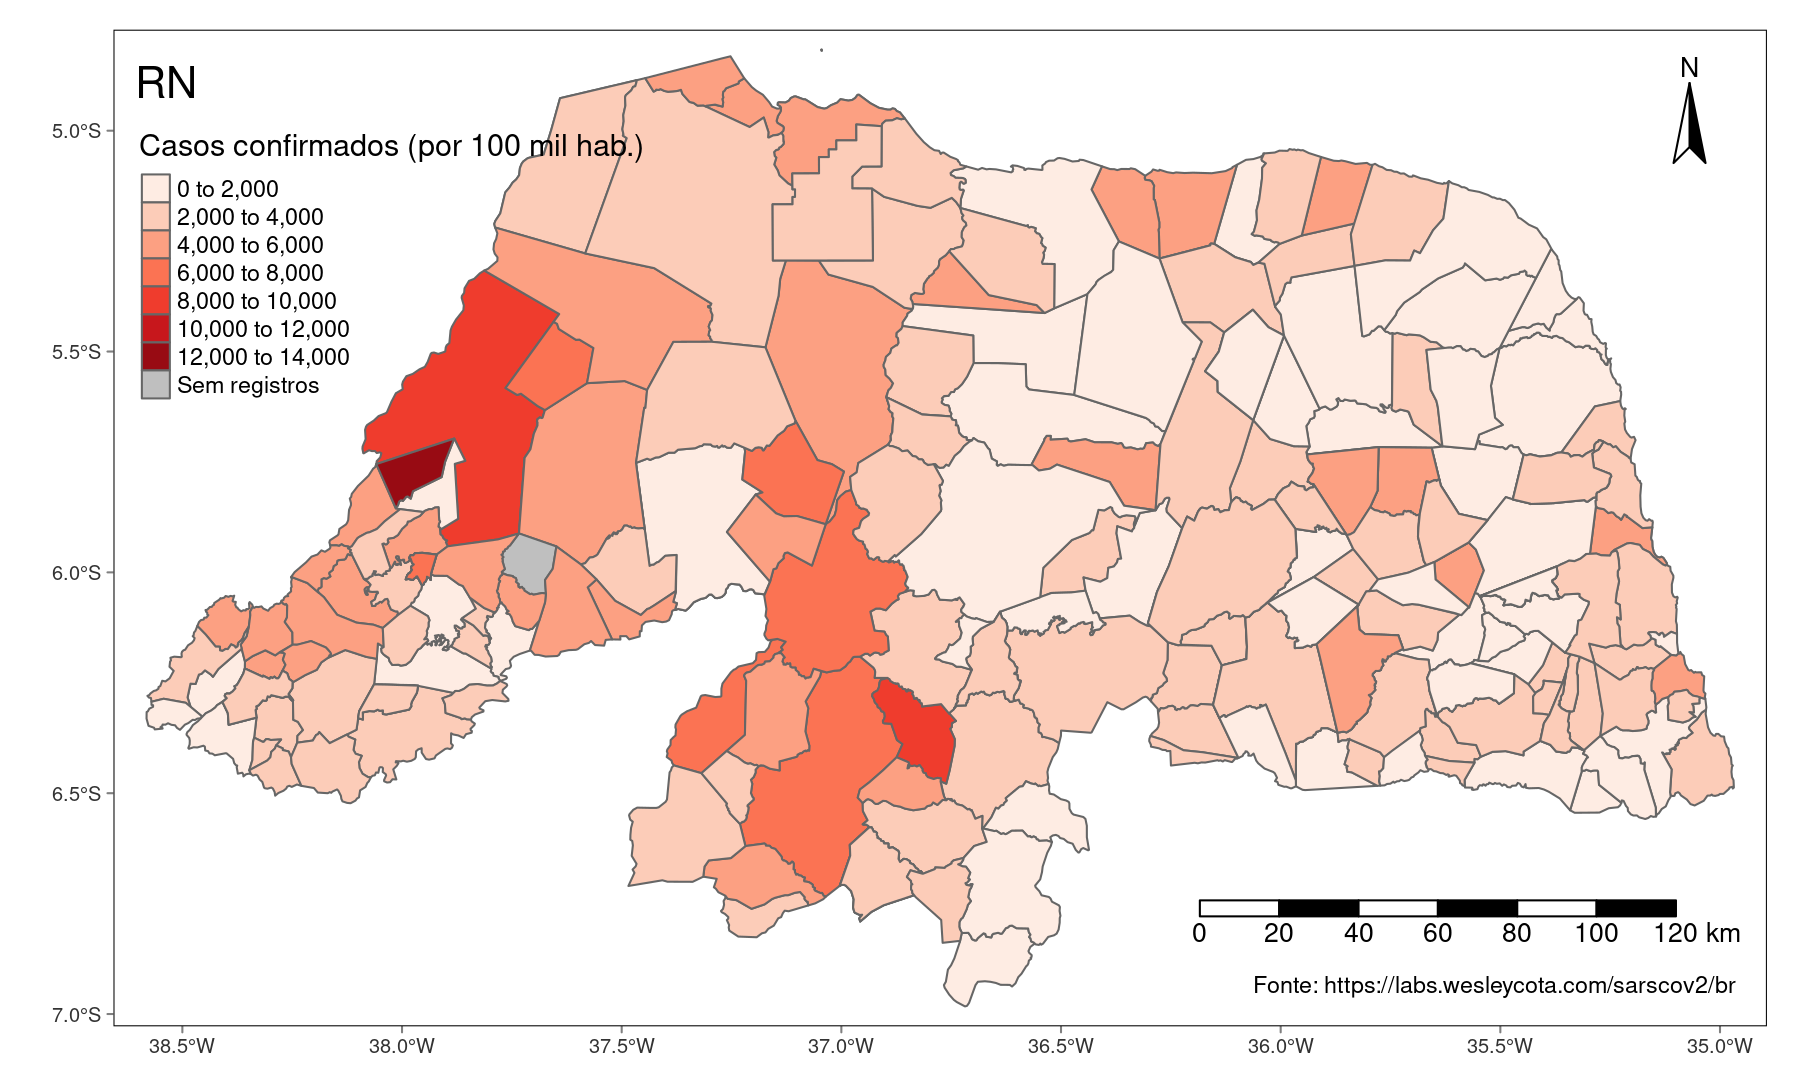 RN
N
Casos confirmados (por 100 mil hab.)
0 to 2,000
2,000 to 4,000
4,000 to 6,000
6,000 to 8,000
8,000 to 10,000
10,000 to 12,000
12,000 to 14,000
Sem registros
5.0°S
5.5°S
6.0°S
6.5°S
7.0°S
0 20 40 60 80 100 120 km
Fonte: https://labs.wesleycota.com/sarscov2/br
38.5°W 38.0°W 37.5°W 37.0°W 36.5°W 36.0°W 35.5°W 35.0°W